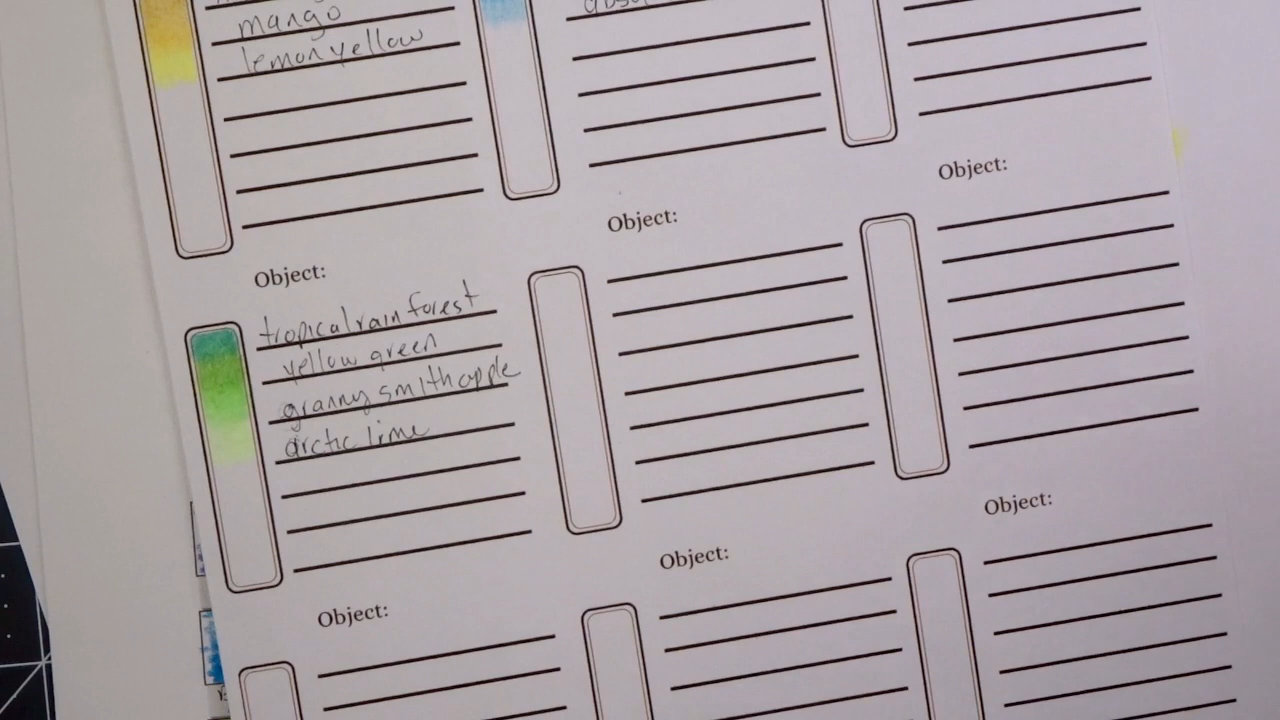 mango
lemon yellow
Object:
Object:
Object:
tropical rain forest
yellow green
granny smith apple
arctic lime
Object:
Object:
Object: